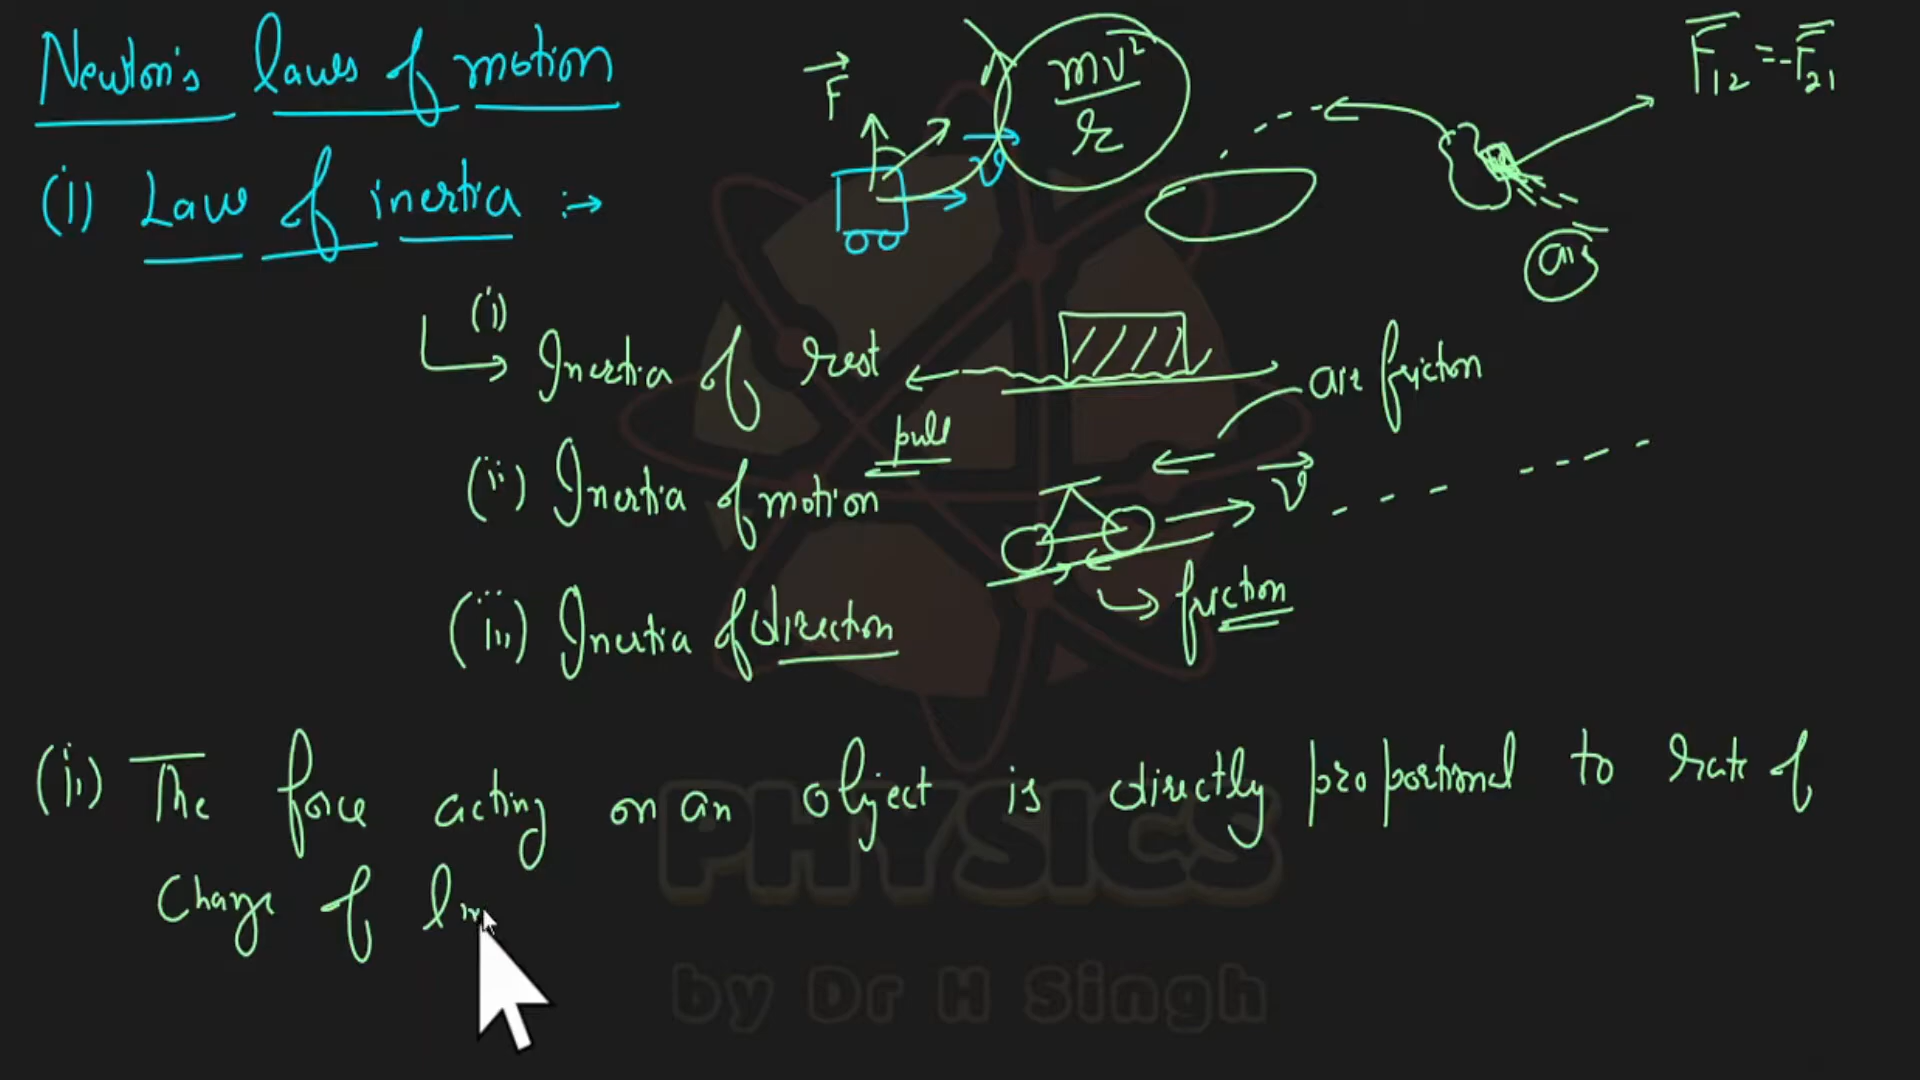 Newton's laws of motion
(i) Law of inertia :→
F
v
mv²/r
F12 = -F21
air
(i) Inertia of rest
pull
air friction
(ii) Inertia of motion
v
friction
(iii) Inertia of direction
(ii) The force acting on an object is directly proportional to rate of
Change of lin
PHYSICS
by Dr H Singh